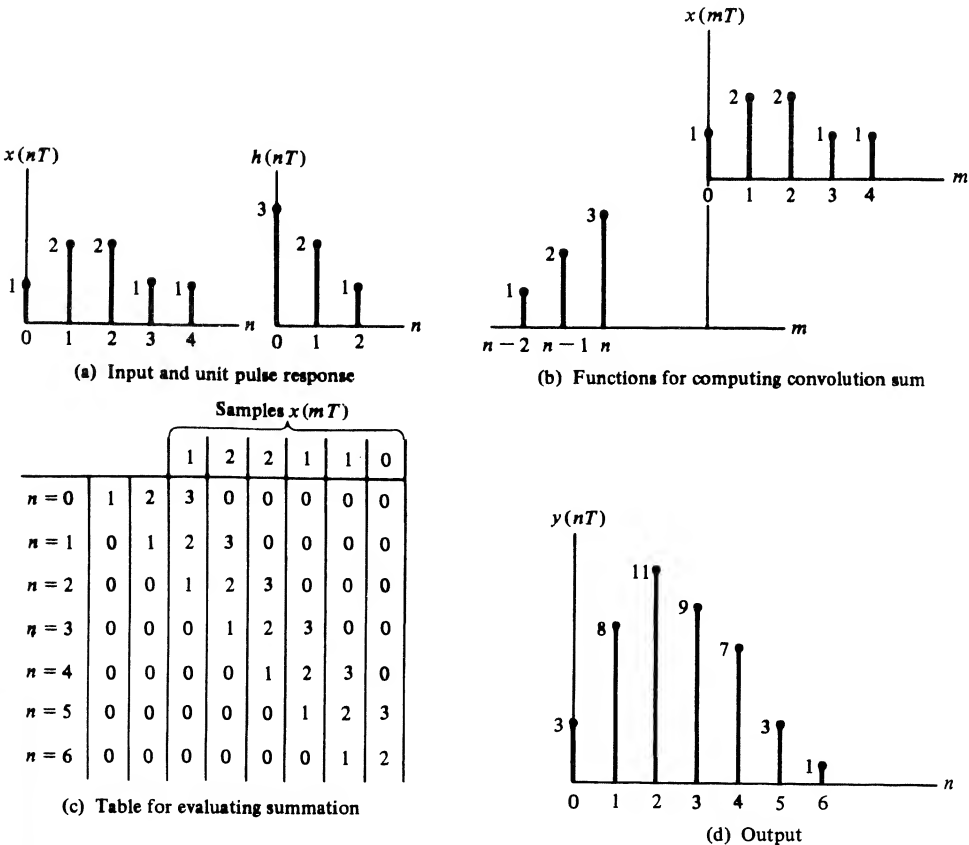 x(nT)
1 2 2 1 1
0 1 2 3 4 n
h(nT)
3 2 1
0 1 2 n
(a) Input and unit pulse response
x(mT)
1 2 2 1 1
0 1 2 3 4 m
1 2 3
n − 2 n − 1 n m
(b) Functions for computing convolution sum
Samples x(mT)
1 2 2 1 1 0
n = 0 1 2 3 0 0 0 0 0
n = 1 0 1 2 3 0 0 0 0
n = 2 0 0 1 2 3 0 0 0
n = 3 0 0 0 1 2 3 0 0
n = 4 0 0 0 0 1 2 3 0
n = 5 0 0 0 0 0 1 2 3
n = 6 0 0 0 0 0 0 1 2
(c) Table for evaluating summation
y(nT)
3 8 11 9 7 3 1
0 1 2 3 4 5 6 n
(d) Output